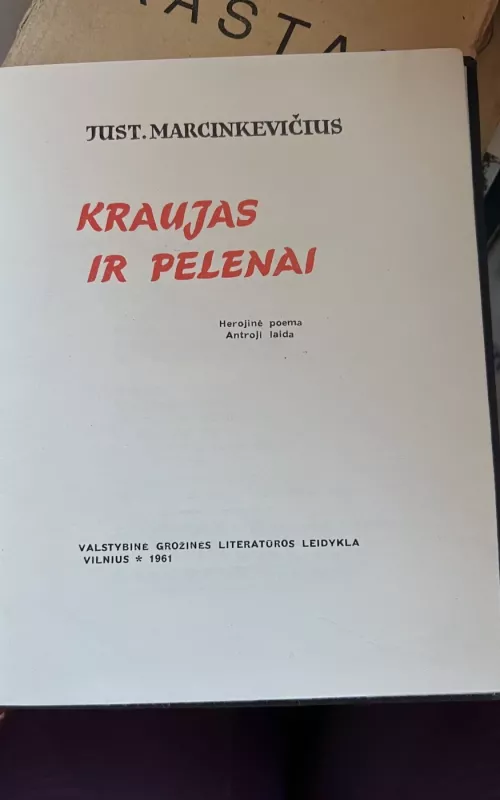 JUST. MARCINKEVIČIUS
KRAUJAS
IR PELENAI
Herojinė poema
Antroji laida
VALSTYBINĖ GROŽINĖS LITERATŪROS LEIDYKLA
VILNIUS * 1961